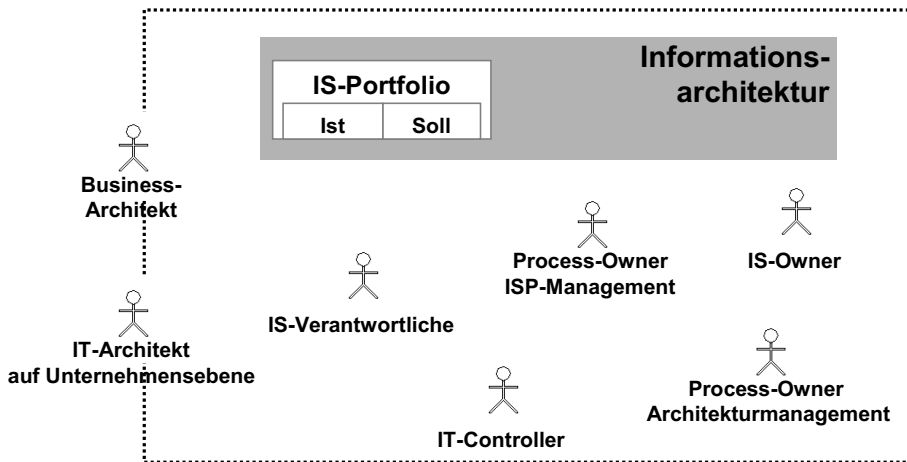 Informations-
architektur
IS-Portfolio
Ist
Soll
Business-
Architekt
Process-Owner
ISP-Management
IS-Owner
IS-Verantwortliche
IT-Architekt
auf Unternehmensebene
Process-Owner
Architekturmanagement
IT-Controller